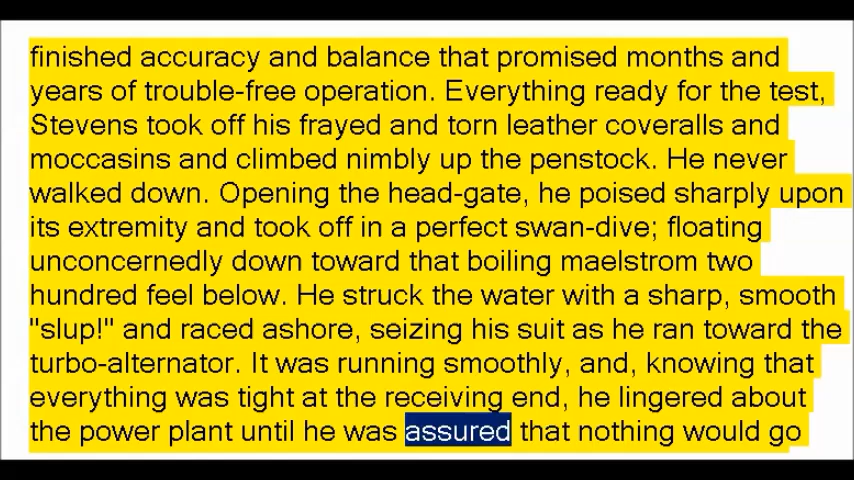 finished accuracy and balance that promised months and
years of trouble-free operation. Everything ready for the test,
Stevens took off his frayed and torn leather coveralls and
moccasins and climbed nimbly up the penstock. He never
walked down. Opening the head-gate, he poised sharply upon
its extremity and took off in a perfect swan-dive; floating
unconcernedly down toward that boiling maelstrom two
hundred feel below. He struck the water with a sharp, smooth
"slup!" and raced ashore, seizing his suit as he ran toward the
turbo-alternator. It was running smoothly, and, knowing that
everything was tight at the receiving end, he lingered about
the power plant until he was assured that nothing would go